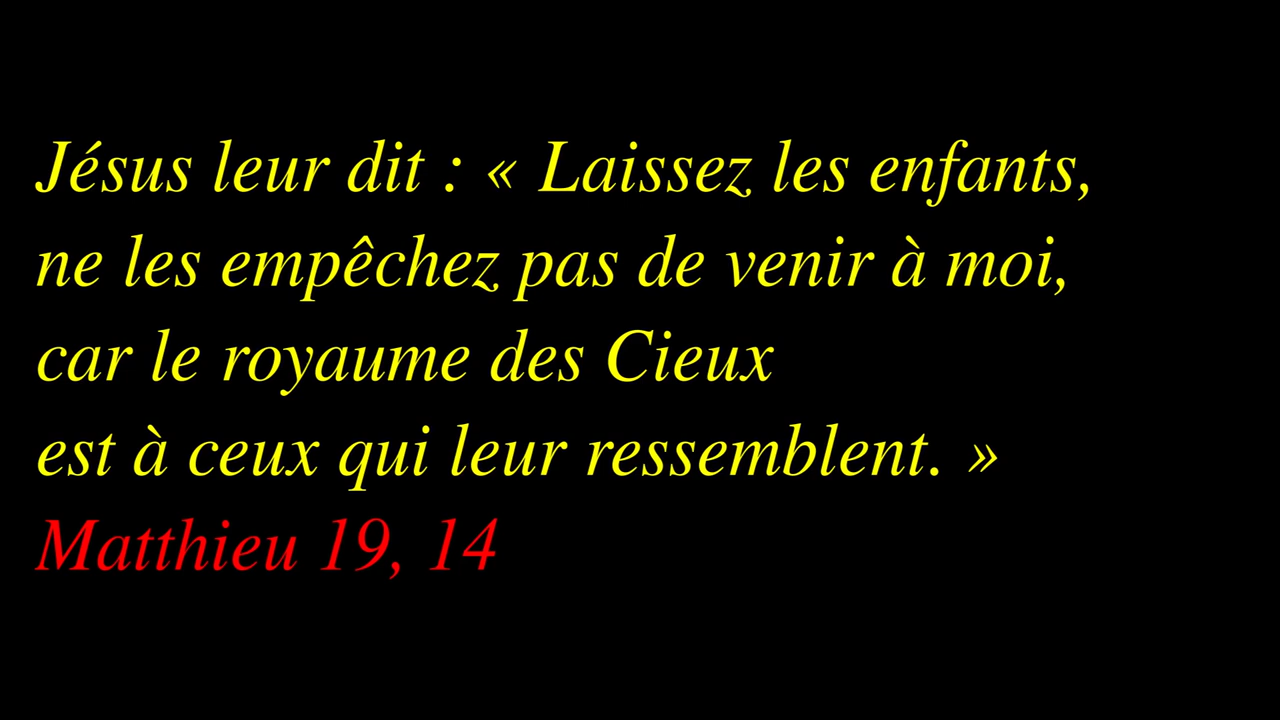 Jésus leur dit : « Laissez les enfants,
ne les empêchez pas de venir à moi,
car le royaume des Cieux
est à ceux qui leur ressemblent. »
Matthieu 19, 14